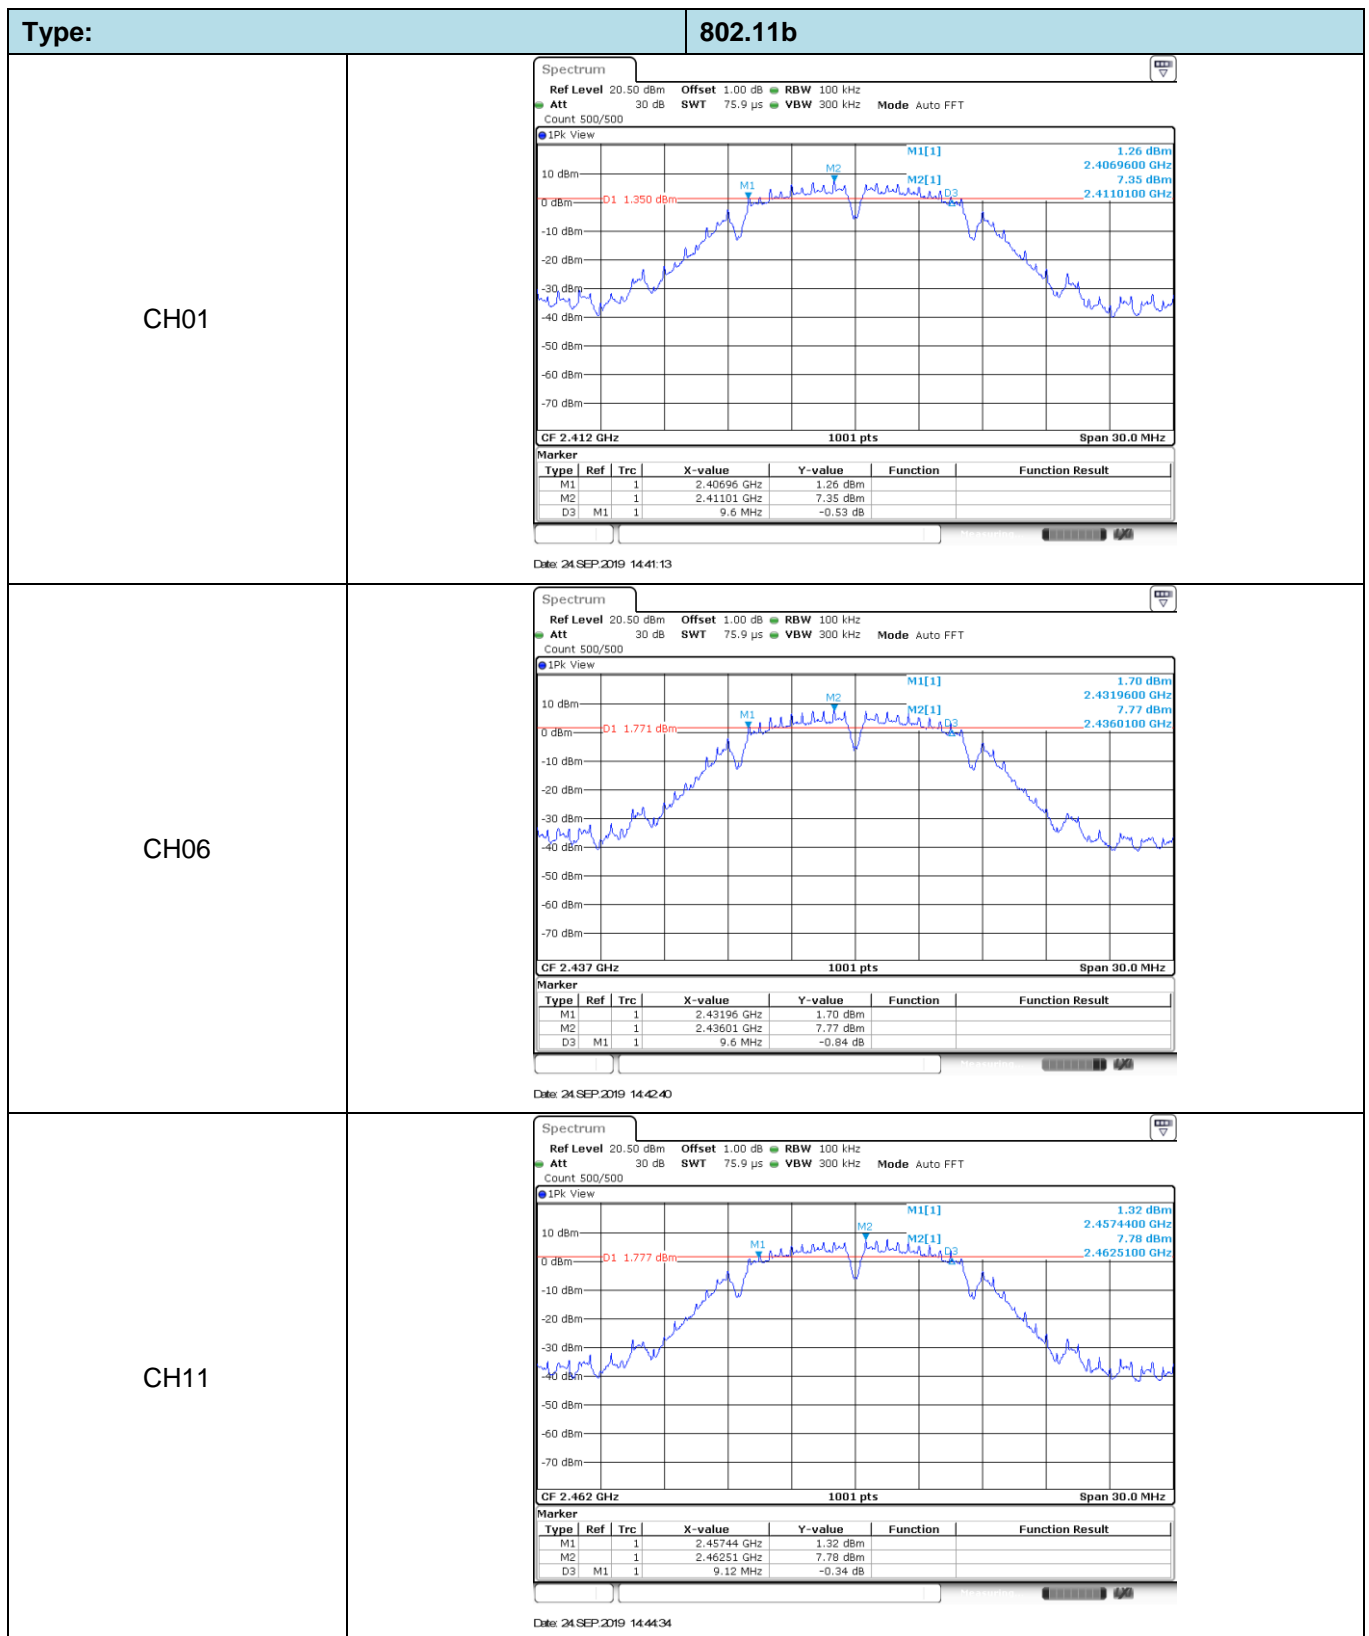 Type: 802.11b
CH01
Spectrum
Ref Level 20.50 dBm Offset 1.00 dB RBW 100 kHz
Att 30 dB SWT 75.9 µs VBW 300 kHz Mode Auto FFT
Count 500/500
1Pk View
M1[1] 1.26 dBm
2.4069600 GHz
M2[1] 7.35 dBm
2.4110100 GHz
M2
M1
D3
10 dBm
0 dBm
D1 1.350 dBm
-10 dBm
-20 dBm
-30 dBm
-40 dBm
-50 dBm
-60 dBm
-70 dBm
CF 2.412 GHz 1001 pts Span 30.0 MHz
Marker
Type Ref Trc X-value Y-value Function Function Result
M1 1 2.40696 GHz 1.26 dBm
M2 1 2.41101 GHz 7.35 dBm
D3 M1 1 9.6 MHz -0.53 dB
Date: 24.SEP.2019 14:41:13
CH06
Spectrum
Ref Level 20.50 dBm Offset 1.00 dB RBW 100 kHz
Att 30 dB SWT 75.9 µs VBW 300 kHz Mode Auto FFT
Count 500/500
1Pk View
M1[1] 1.70 dBm
2.4319600 GHz
M2[1] 7.77 dBm
2.4360100 GHz
M2
M1
D3
10 dBm
0 dBm
D1 1.771 dBm
-10 dBm
-20 dBm
-30 dBm
-40 dBm
-50 dBm
-60 dBm
-70 dBm
CF 2.437 GHz 1001 pts Span 30.0 MHz
Marker
Type Ref Trc X-value Y-value Function Function Result
M1 1 2.43196 GHz 1.70 dBm
M2 1 2.43601 GHz 7.77 dBm
D3 M1 1 9.6 MHz -0.84 dB
Date: 24.SEP.2019 14:42:40
CH11
Spectrum
Ref Level 20.50 dBm Offset 1.00 dB RBW 100 kHz
Att 30 dB SWT 75.9 µs VBW 300 kHz Mode Auto FFT
Count 500/500
1Pk View
M1[1] 1.32 dBm
2.4574400 GHz
M2[1] 7.78 dBm
2.4625100 GHz
M2
M1
D3
10 dBm
0 dBm
D1 1.777 dBm
-10 dBm
-20 dBm
-30 dBm
-40 dBm
-50 dBm
-60 dBm
-70 dBm
CF 2.462 GHz 1001 pts Span 30.0 MHz
Marker
Type Ref Trc X-value Y-value Function Function Result
M1 1 2.45744 GHz 1.32 dBm
M2 1 2.46251 GHz 7.78 dBm
D3 M1 1 9.12 MHz -0.34 dB
Date: 24.SEP.2019 14:44:34